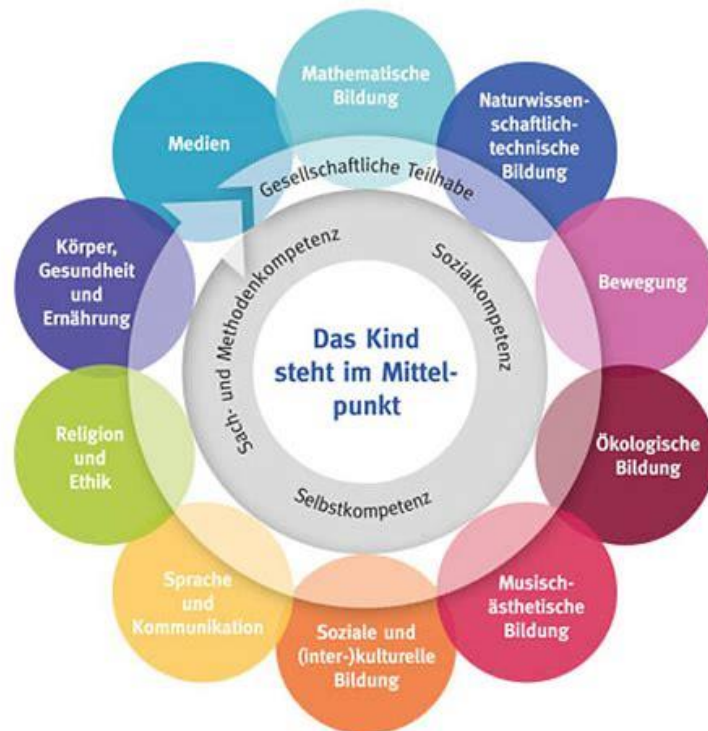 Mathematische
Bildung
Naturwissen-
schaftlich-
technische
Bildung
Bewegung
Ökologische
Bildung
Musisch-
ästhetische
Bildung
Soziale und
(inter-)kulturelle
Bildung
Sprache
und
Kommunikation
Religion
und
Ethik
Körper,
Gesundheit
und
Ernährung
Medien
Gesellschaftliche Teilhabe
Sach- und Methodenkompetenz
Sozialkompetenz
Selbstkompetenz
Das Kind
steht im Mittel-
punkt